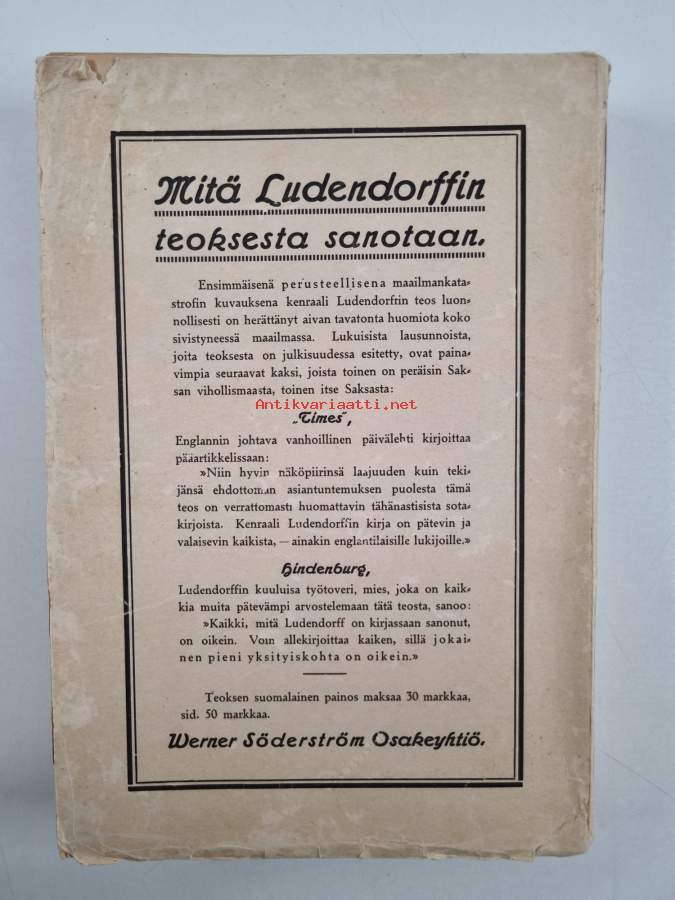 Mitä Ludendorffin
teoksesta sanotaan.
Ensimmäisenä perusteellisena maailmankata-
strofin kuvauksena kenraali Ludendorffin teos luon-
nollisesti on herättänyt aivan tavatonta huomiota koko
sivistyneessä maailmassa. Lukuisista lausunnoista,
joita teoksesta on julkisuudessa esitetty, ovat paina-
vimpia seuraavat kaksi, joista toinen on peräisin Sak-
san vihollismaasta, toinen itse Saksasta:
Antikvariaatti.net
„Times”,
Englannin johtava vanhoillinen päivälehti kirjoittaa
pääartikkelissaan:
»Niin hyvin näköpiirinsä laajuuden kuin teki-
jänsä ehdottoman asiantuntemuksen puolesta tämä
teos on verrattomasti huomattavin tähänastisista sota-
kirjoista. Kenraali Ludendorffin kirja on pätevin ja
valaisevin kaikista, — ainakin englantilaisille lukijoille.»
Hindenburg,
Ludendorffin kuuluisa työtoveri, mies, joka on kaik-
kia muita pätevämpi arvostelemaan tätä teosta, sanoo:
»Kaikki, mitä Ludendorff on kirjassaan sanonut,
on oikein. Voin allekirjoittaa kaiken, sillä jokai-
nen pieni yksityiskohta on oikein.»
Teoksen suomalainen painos maksaa 30 markkaa,
sid. 50 markkaa.
Werner Söderström Osakeyhtiö.